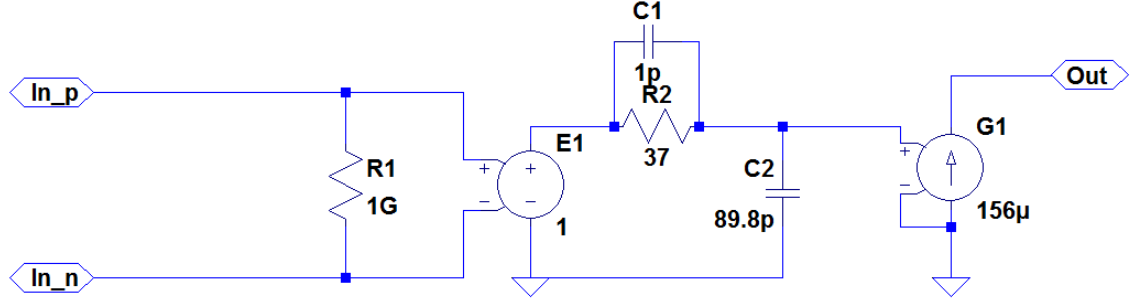 C1
1p
In_p
R2
Out
E1
G1
37
+
+
+
R1
C2
−
−
−
1G
156µ
89.8p
1
In_n